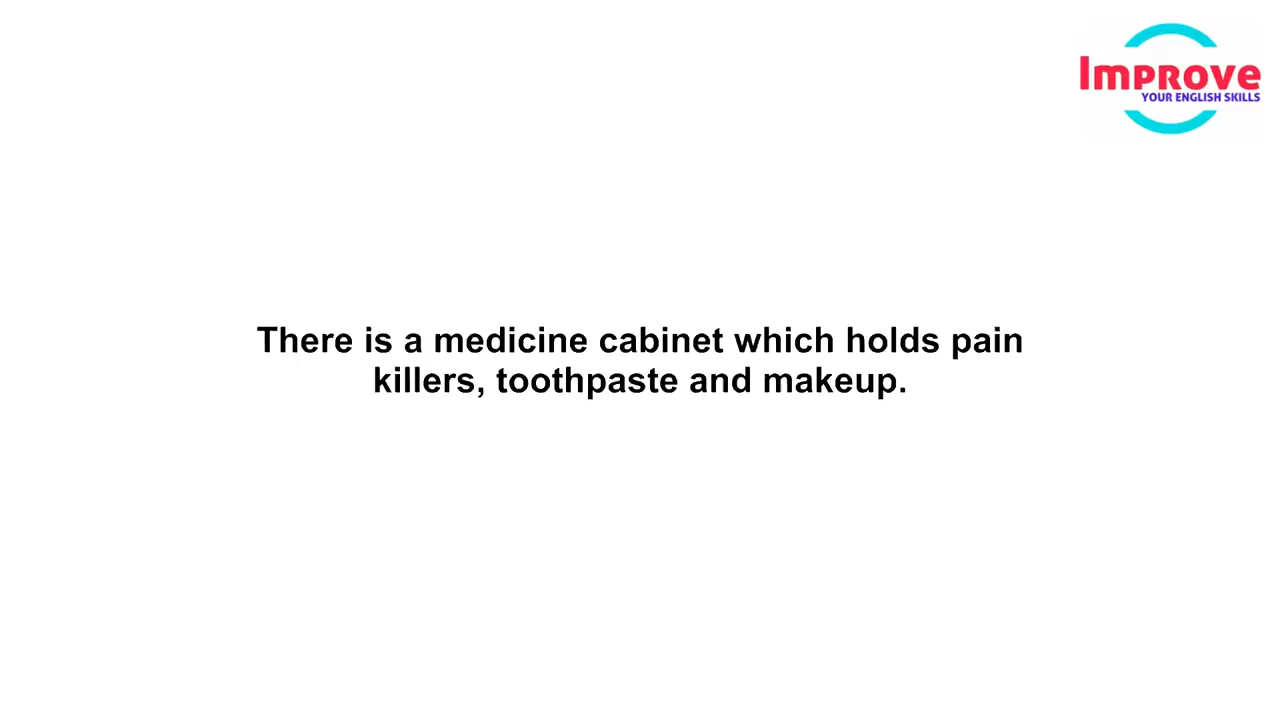 Improve
YOUR ENGLISH SKILLS
There is a medicine cabinet which holds pain
killers, toothpaste and makeup.